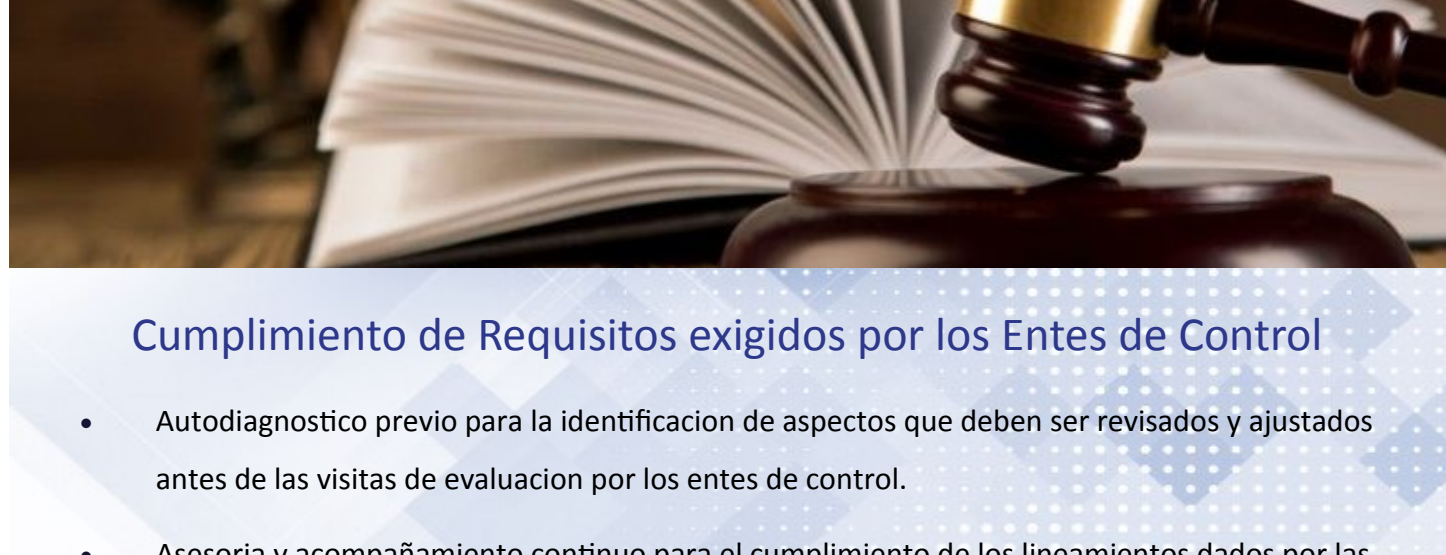 Cumplimiento de Requisitos exigidos por los Entes de Control
• Autodiagnostico previo para la identificacion de aspectos que deben ser revisados y ajustados
antes de las visitas de evaluacion por los entes de control.
• Asesoria y acompañamiento continuo para el cumplimiento de los lineamientos dados por las